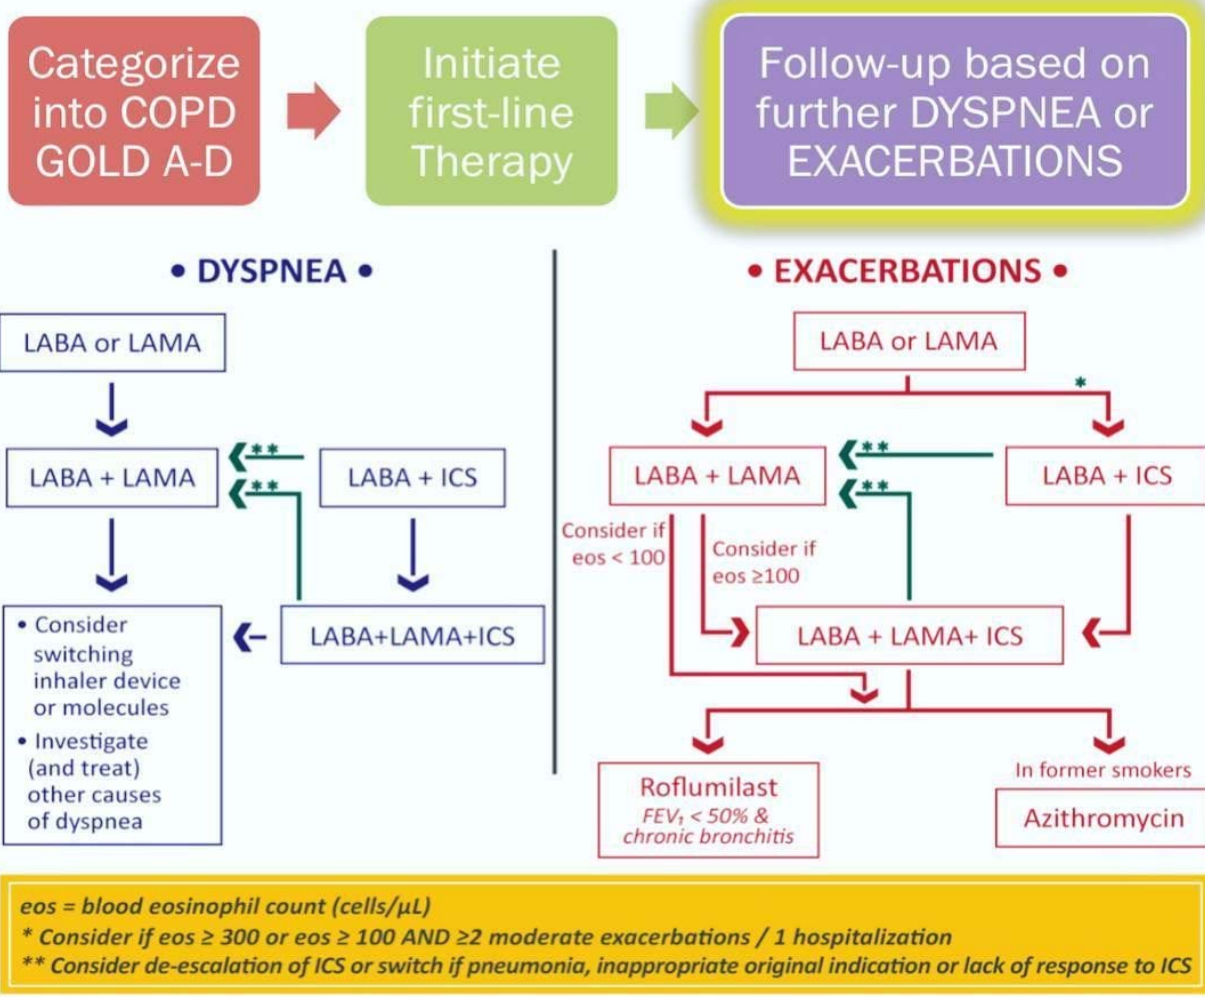 Categorize
into COPD
GOLD A-D
Initiate
first-line
Therapy
Follow-up based on
further DYSPNEA or
EXACERBATIONS
• DYSPNEA •
LABA or LAMA
LABA + LAMA
**
**
LABA + ICS
• Consider
switching
inhaler device
or molecules
• Investigate
(and treat)
other causes
of dyspnea
LABA+LAMA+ICS
• EXACERBATIONS •
LABA or LAMA
*
LABA + LAMA
**
**
LABA + ICS
Consider if
eos < 100
Consider if
eos ≥100
LABA + LAMA+ ICS
Roflumilast
FEV₁ < 50% &
chronic bronchitis
In former smokers
Azithromycin
eos = blood eosinophil count (cells/µL)
* Consider if eos ≥ 300 or eos ≥ 100 AND ≥2 moderate exacerbations / 1 hospitalization
** Consider de-escalation of ICS or switch if pneumonia, inappropriate original indication or lack of response to ICS